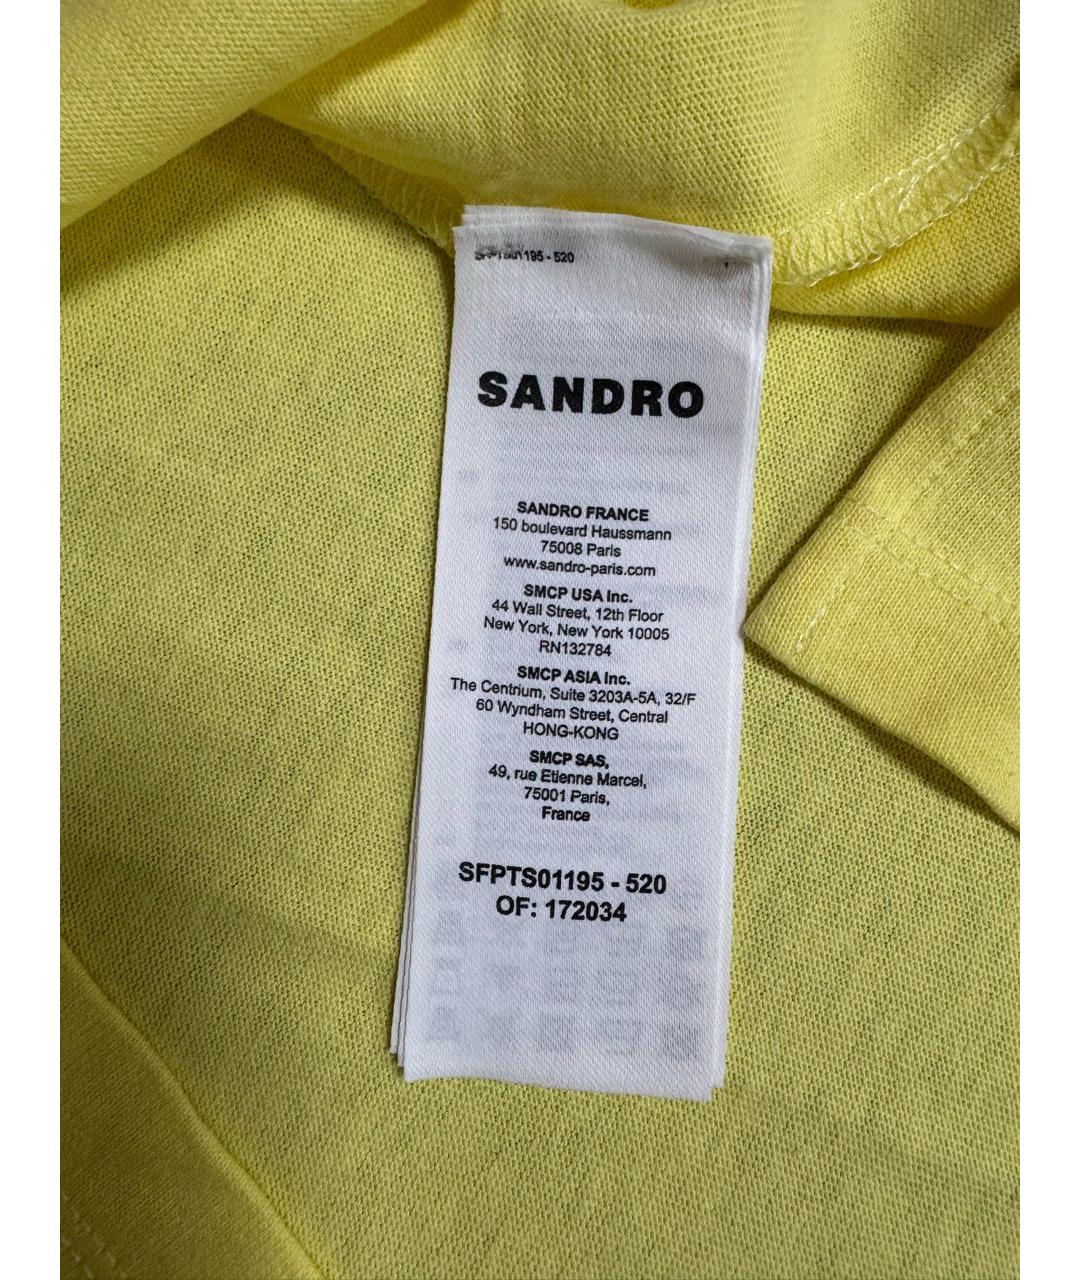 SFPTS01195 - 520
SANDRO
SANDRO FRANCE
150 boulevard Haussmann
75008 Paris
www.sandro-paris.com
SMCP USA Inc.
44 Wall Street, 12th Floor
New York, New York 10005
RN132784
SMCP ASIA Inc.
The Centrium, Suite 3203A-5A, 32/F
60 Wyndham Street, Central
HONG-KONG
SMCP SAS,
49, rue Etienne Marcel,
75001 Paris,
France
SFPTS01195 - 520
OF: 172034